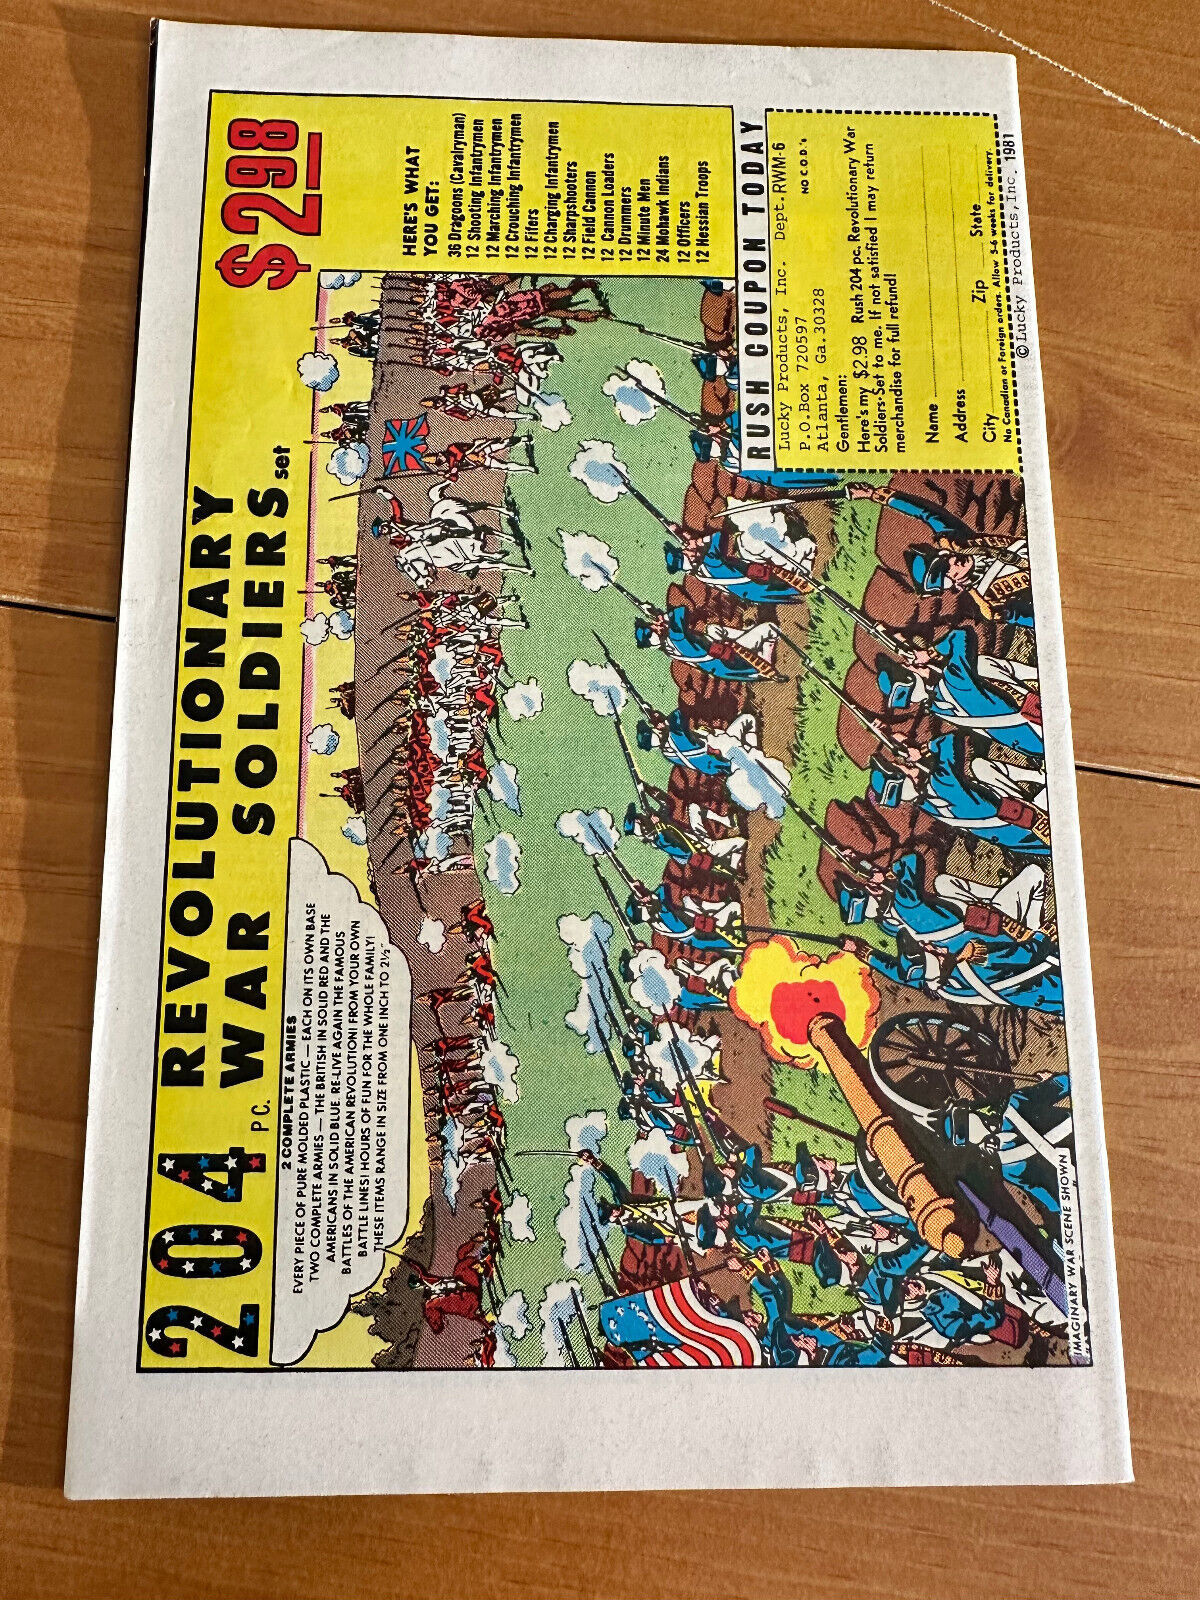 204 PC. REVOLUTIONARY
WAR SOLDIERS set
$2.98
2 COMPLETE ARMIES
EVERY PIECE OF PURE MOLDED PLASTIC — EACH ON ITS OWN BASE
TWO COMPLETE ARMIES — THE BRITISH IN SOLID RED AND THE
AMERICANS IN SOLID BLUE. RE-LIVE AGAIN THE FAMOUS
BATTLES OF THE AMERICAN REVOLUTION! FROM YOUR OWN
BATTLE LINES! HOURS OF FUN FOR THE WHOLE FAMILY!
THESE ITEMS RANGE IN SIZE FROM ONE INCH TO 2½"
HERE'S WHAT
YOU GET:
36 Dragoons (Cavalryman)
12 Shooting Infantrymen
12 Marching Infantrymen
12 Crouching Infantrymen
12 Fifers
12 Charging Infantrymen
12 Sharpshooters
12 Field Cannon
12 Cannon Loaders
12 Drummers
12 Minute Men
24 Mohawk Indians
12 Officers
12 Hessian Troops
RUSH COUPON TODAY
Lucky Products, Inc. Dept.RWM-6
P.O.Box 720597 NO C.O.D.'s
Atlanta, Ga.30328
Gentlemen:
Here's my $2.98 Rush 204 pc. Revolutionary War
Soldiers·Set to me. If not satisfied I may return
merchandise for full refund!
Name
Address
City Zip State
No Canadian or Foreign orders. Allow 5-6 weeks for delivery.
© Lucky Products, Inc. 1981
IMAGINARY WAR SCENE SHOWN